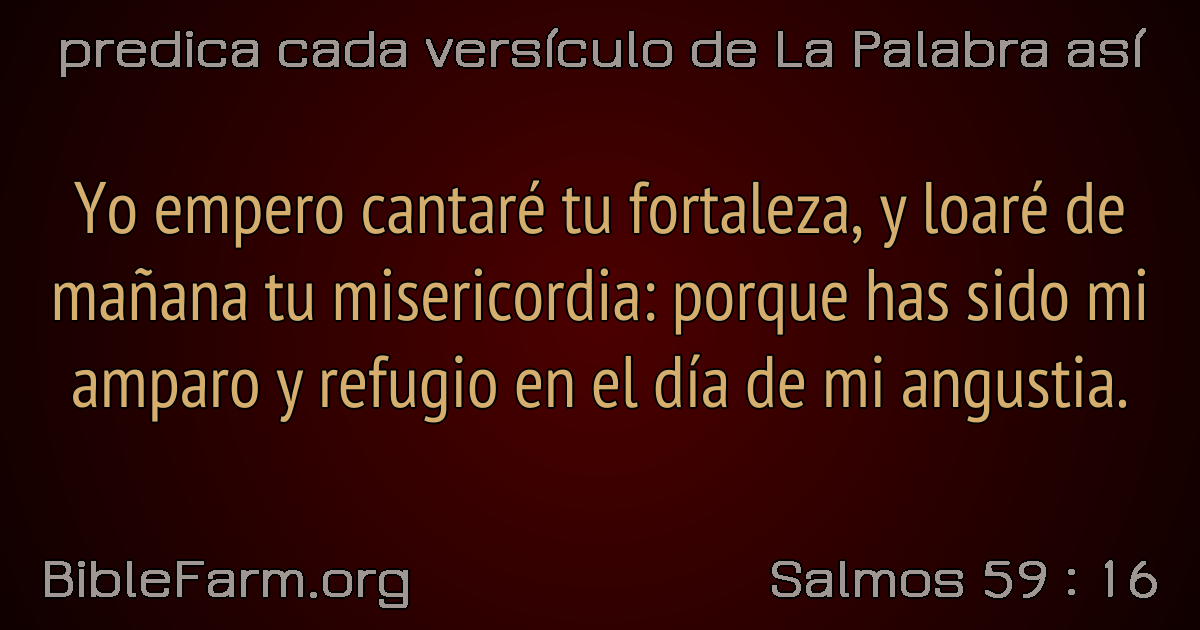 predica cada versículo de La Palabra así
Yo empero cantaré tu fortaleza, y loaré de
mañana tu misericordia: porque has sido mi
amparo y refugio en el día de mi angustia.
BibleFarm.org
Salmos 59 : 16